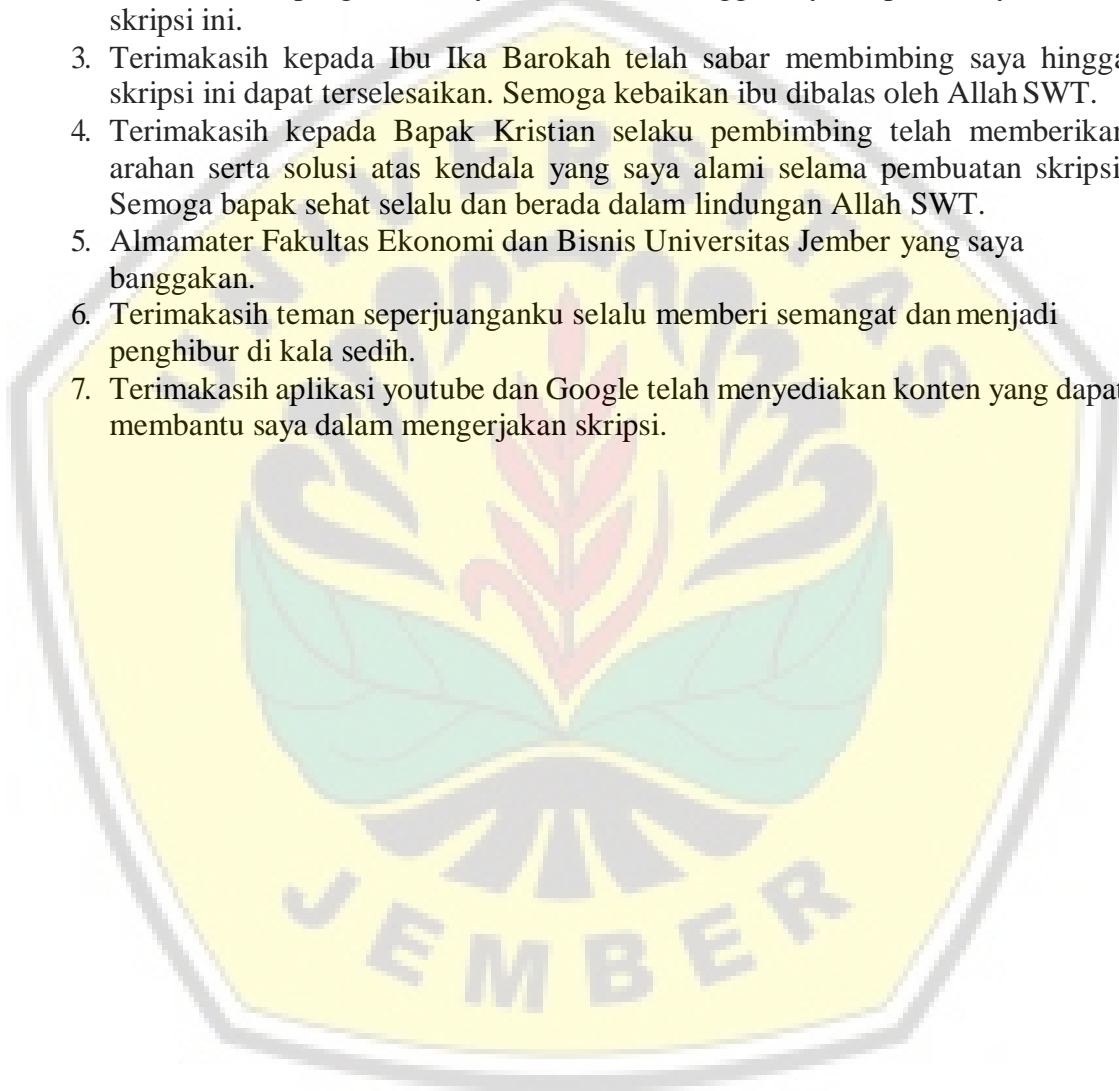 skripsi ini.
3. Terimakasih kepada Ibu Ika Barokah telah sabar membimbing saya hingga
skripsi ini dapat terselesaikan. Semoga kebaikan ibu dibalas oleh Allah SWT.
4. Terimakasih kepada Bapak Kristian selaku pembimbing telah memberikan
arahan serta solusi atas kendala yang saya alami selama pembuatan skripsi
Semoga bapak sehat selalu dan berada dalam lindungan Allah SWT.
5. Almamater Fakultas Ekonomi dan Bisnis Universitas Jember yang saya
banggakan.
6. Terimakasih teman seperjuanganku selalu memberi semangat dan menjadi
penghibur di kala sedih.
7. Terimakasih aplikasi youtube dan Google telah menyediakan konten yang dapat
membantu saya dalam mengerjakan skripsi.
UNIVERSITAS
JEMBER